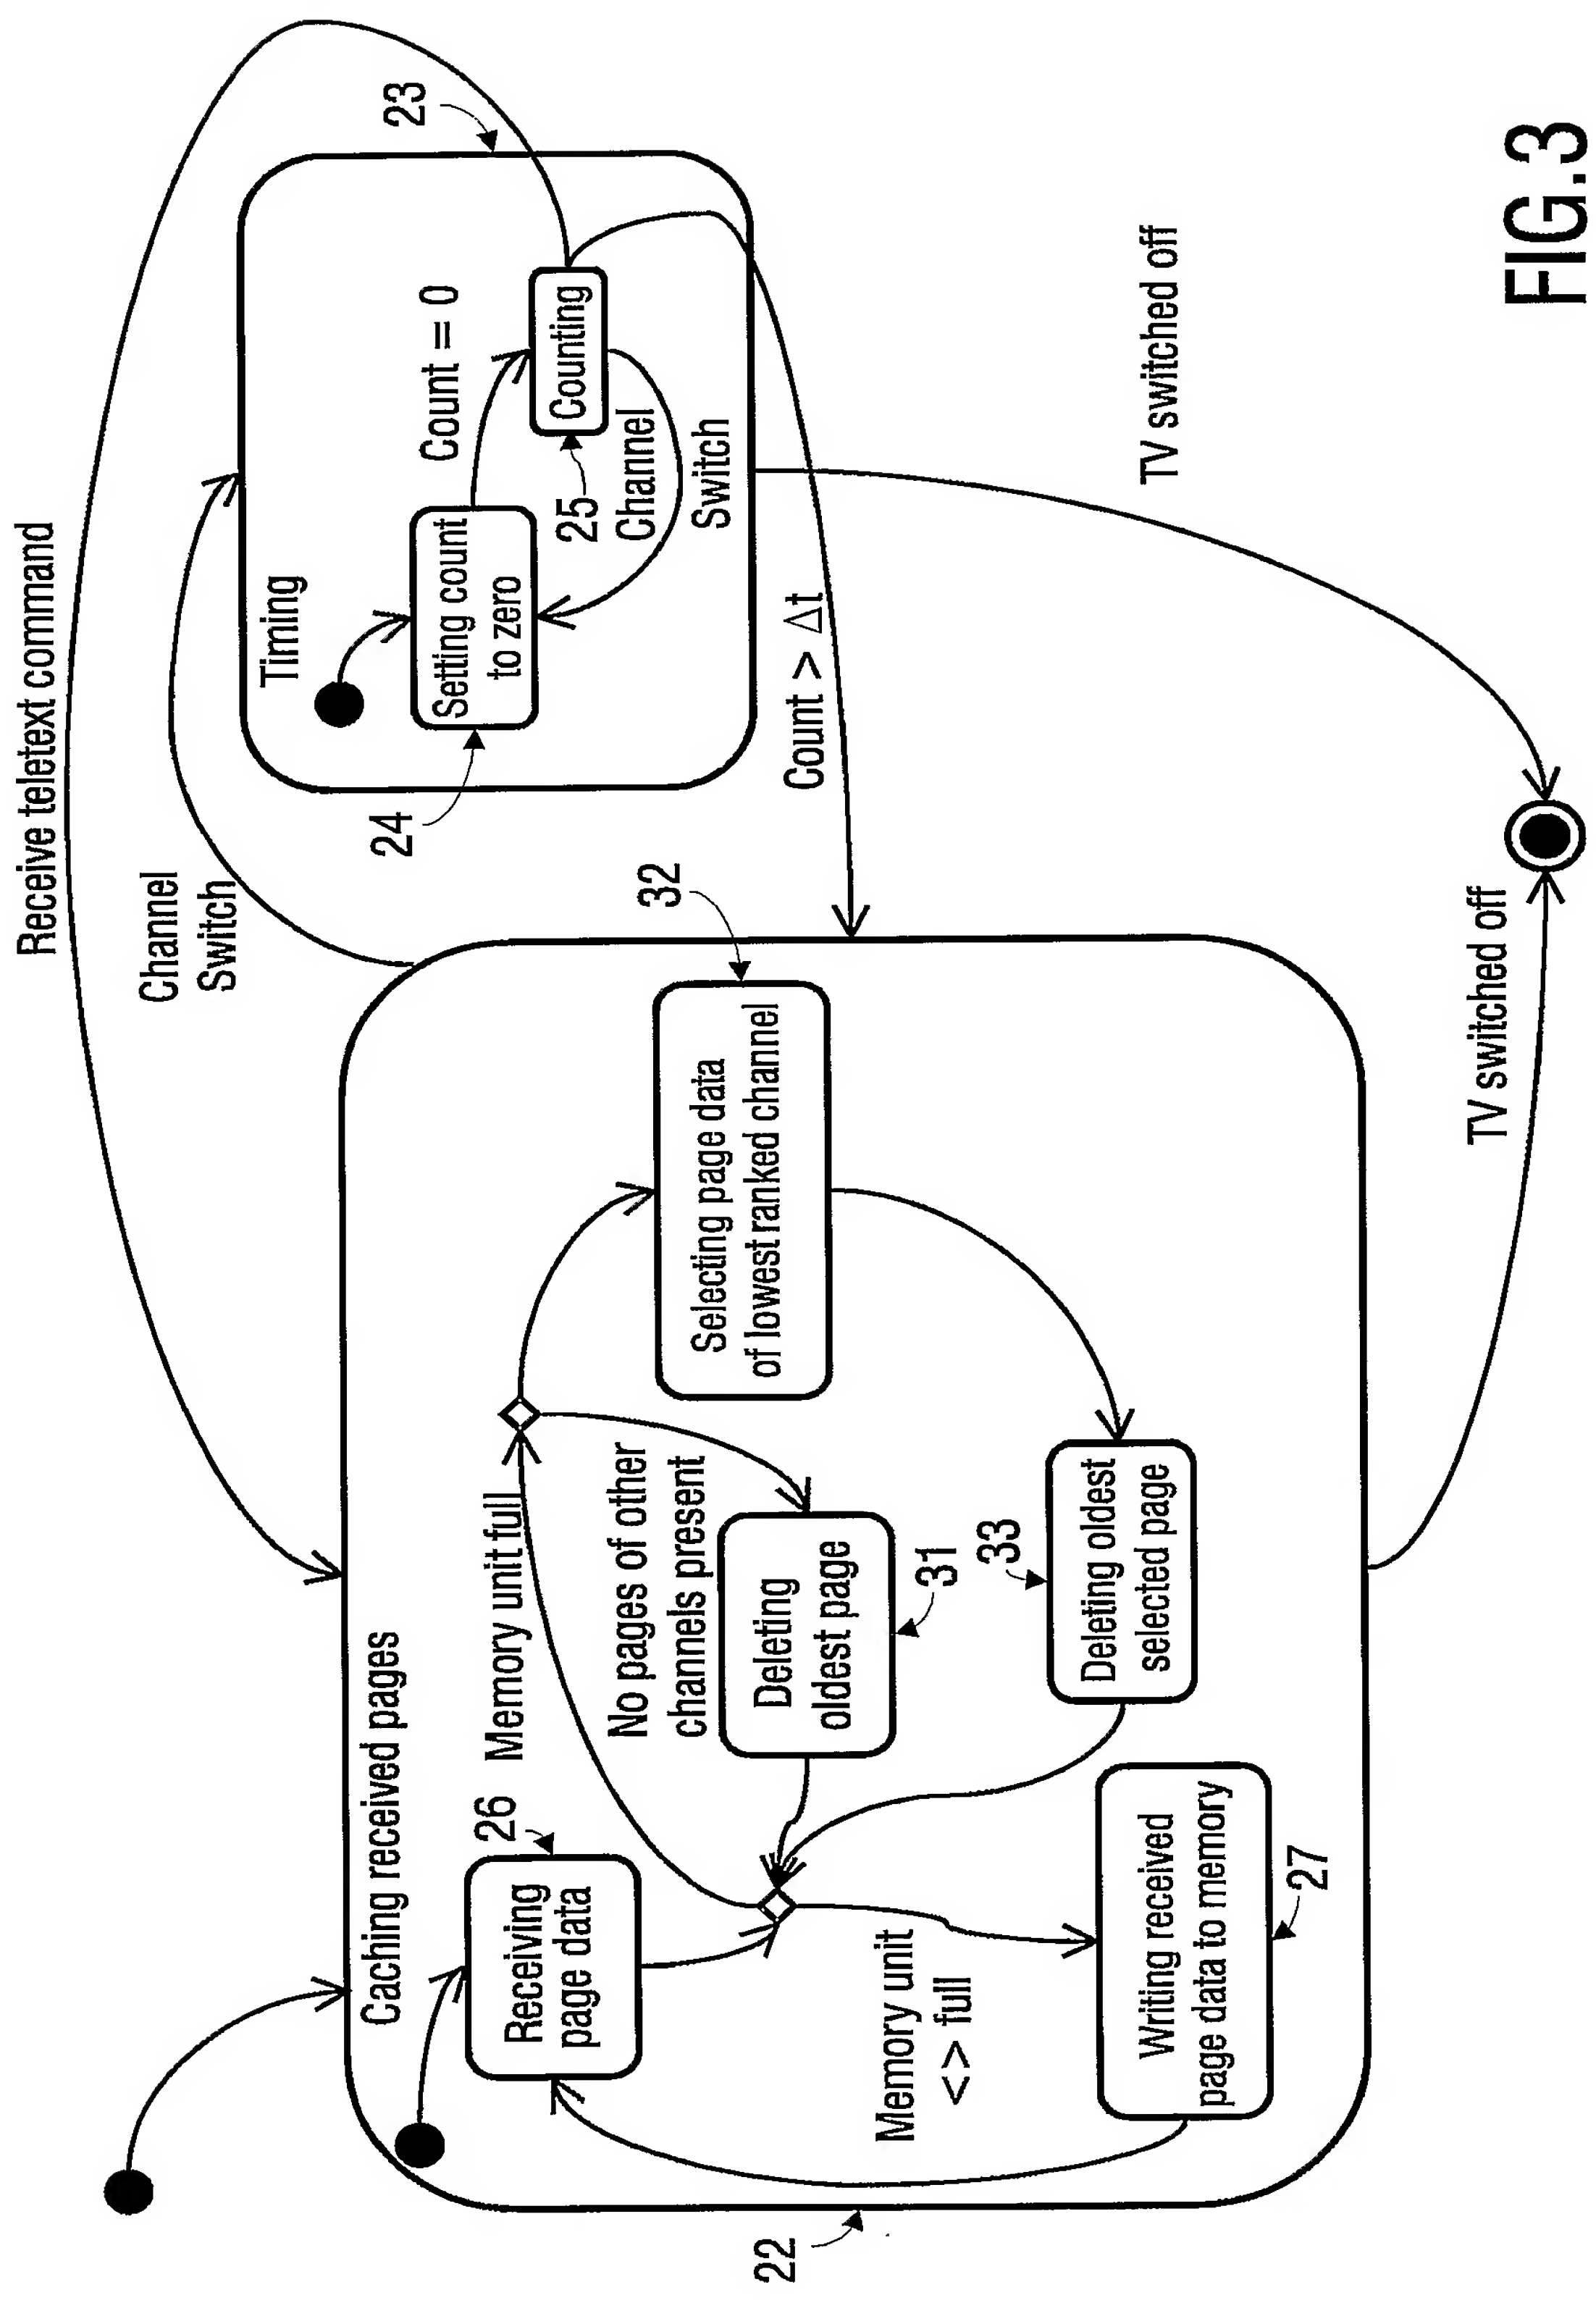 Receive teletext command
Channel
Switch
23
Timing
Count = 0
Setting count
to zero
24
Counting
25
Channel
Switch
Count > Δt
TV switched off
Caching received pages
26
Receiving
page data
Memory unit full
No pages of other
channels present
32
Selecting page data
of lowest ranked channel
Deleting
oldest page
31
33
Deleting oldest
selected page
Memory unit
<> full
Writing received
page data to memory
27
22
TV switched off
FIG.3